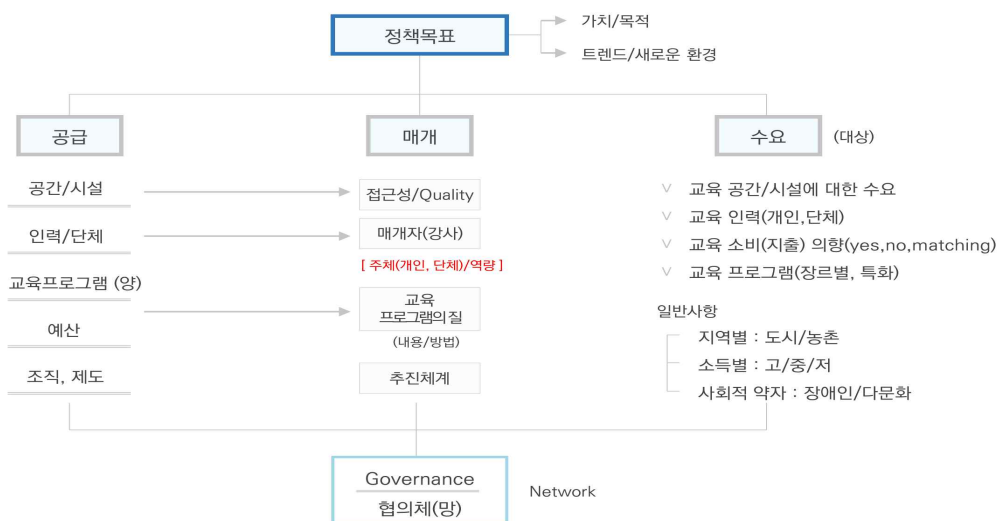 정책목표
가치/목적
트렌드/새로운 환경
공급
매개
수요
(대상)
공간/시설
인력/단체
교육프로그램 (양)
예산
조직, 제도
접근성/Quality
매개자(강사)
[ 주체(개인, 단체)/역량 ]
교육
프로그램의 질
(내용/방법)
추진체계
∨ 교육 공간/시설에 대한 수요
∨ 교육 인력(개인,단체)
∨ 교육 소비(지출) 의향(yes,no,matching)
∨ 교육 프로그램(장르별, 특화)
일반사항
지역별 : 도시/농촌
소득별 : 고/중/저
사회적 약자 : 장애인/다문화
Governance
협의체(망)
Network